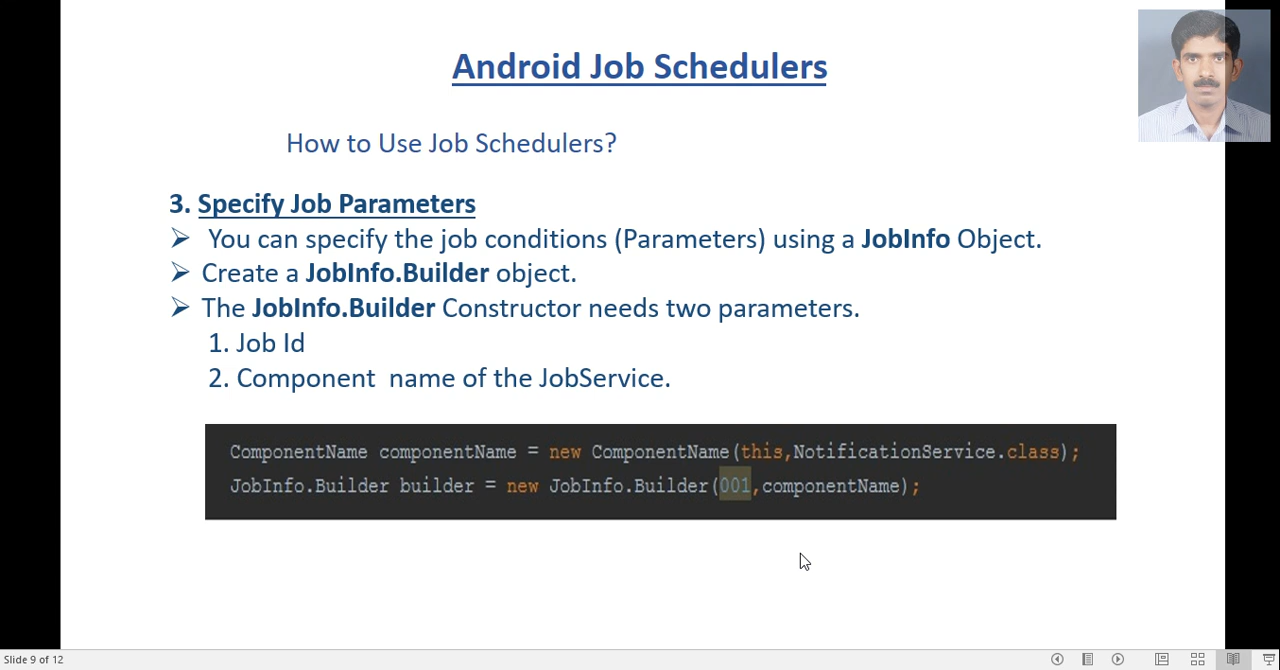 Android Job Schedulers
How to Use Job Schedulers?
3. Specify Job Parameters
➢ You can specify the job conditions (Parameters) using a JobInfo Object.
➢ Create a JobInfo.Builder object.
➢ The JobInfo.Builder Constructor needs two parameters.
1. Job Id
2. Component name of the JobService.
ComponentName componentName = new ComponentName(this,NotificationService.class);
JobInfo.Builder builder = new JobInfo.Builder(001,componentName);
Slide 9 of 12